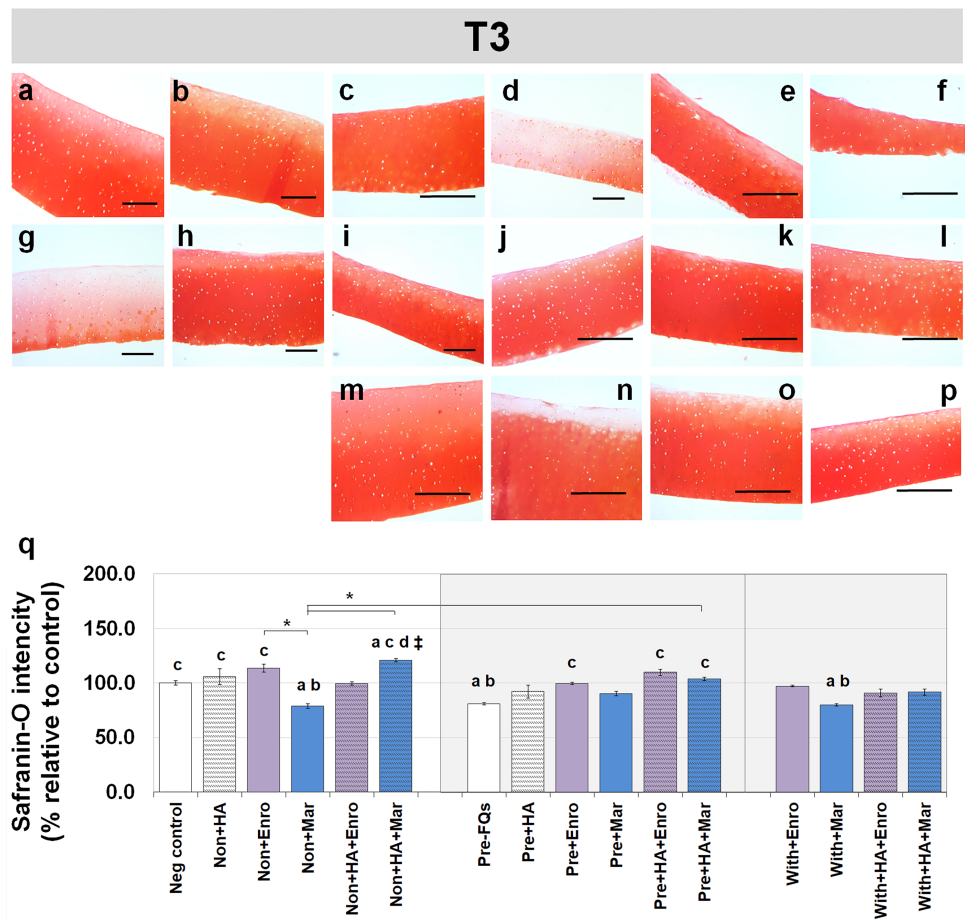 T3
a b c d e f
g h i j k l
m n o p
q
Safranin-O intencity
(% relative to control)
200.0
150.0
100.0
50.0
0.0
*
*
c
c
c
a b
a c d ‡
a b
c
c
c
a b
Neg control
Non+HA
Non+Enro
Non+Mar
Non+HA+Enro
Non+HA+Mar
Pre-FQs
Pre+HA
Pre+Enro
Pre+Mar
Pre+HA+Enro
Pre+HA+Mar
With+Enro
With+Mar
With+HA+Enro
With+HA+Mar